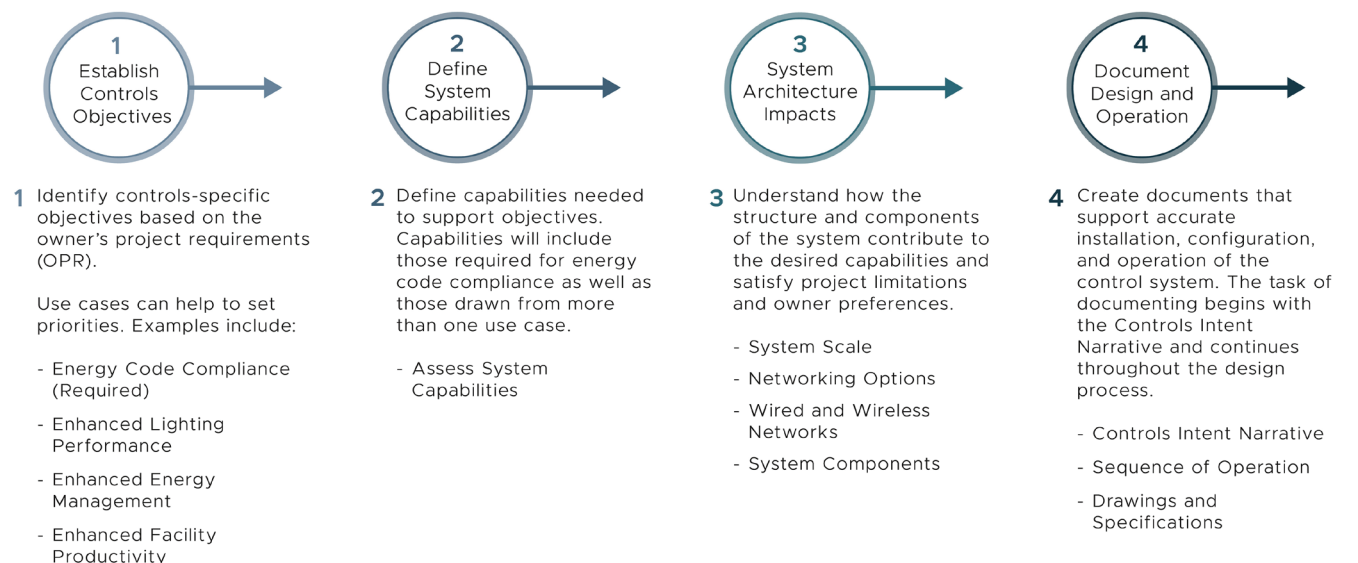 1
Establish
Controls
Objectives
2
Define
System
Capabilities
3
System
Architecture
Impacts
4
Document
Design and
Operation
1 Identify controls-specific
objectives based on the
owner's project requirements
(OPR).
Use cases can help to set
priorities. Examples include:
- Energy Code Compliance
(Required)
- Enhanced Lighting
Performance
- Enhanced Energy
Management
- Enhanced Facility
Productivity
2 Define capabilities needed
to support objectives.
Capabilities will include
those required for energy
code compliance as well as
those drawn from more
than one use case.
- Assess System
Capabilities
3 Understand how the
structure and components
of the system contribute to
the desired capabilities and
satisfy project limitations
and owner preferences.
- System Scale
- Networking Options
- Wired and Wireless
Networks
- System Components
4 Create documents that
support accurate
installation, configuration,
and operation of the
control system. The task of
documenting begins with
the Controls Intent
Narrative and continues
throughout the design
process.
- Controls Intent Narrative
- Sequence of Operation
- Drawings and
Specifications